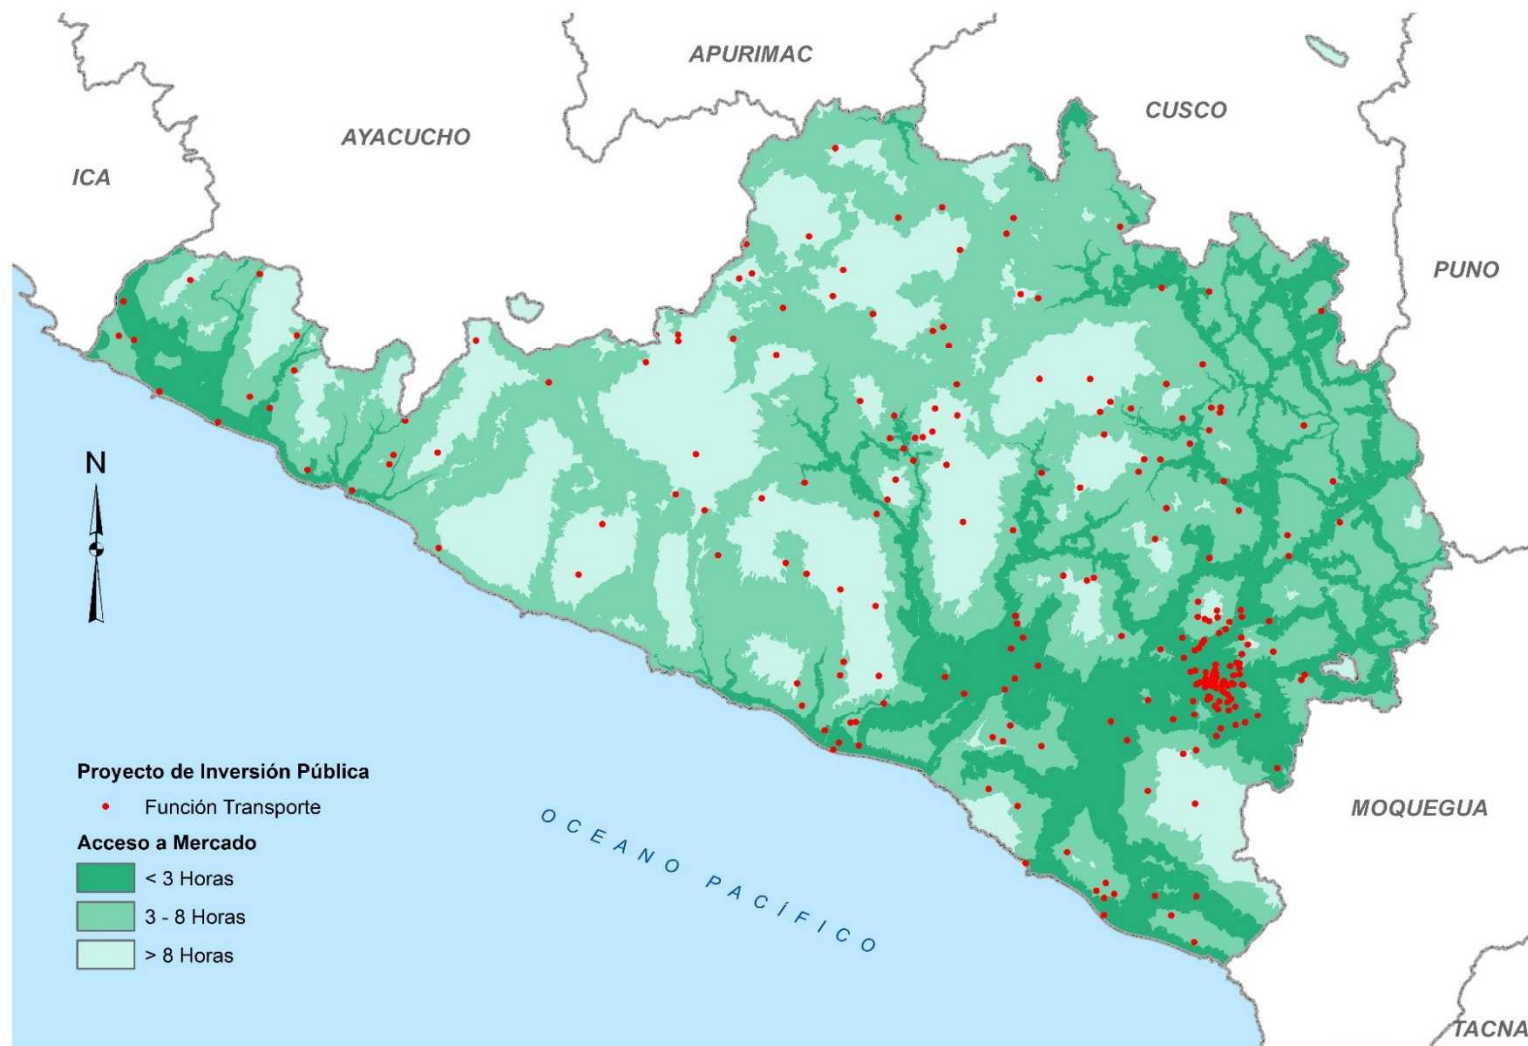 APURIMAC
CUSCO
AYACUCHO
ICA
PUNO
N
Proyecto de Inversión Pública
Función Transporte
Acceso a Mercado
< 3 Horas
3 - 8 Horas
> 8 Horas
OCEANO PACÍFICO
MOQUEGUA
TACNA